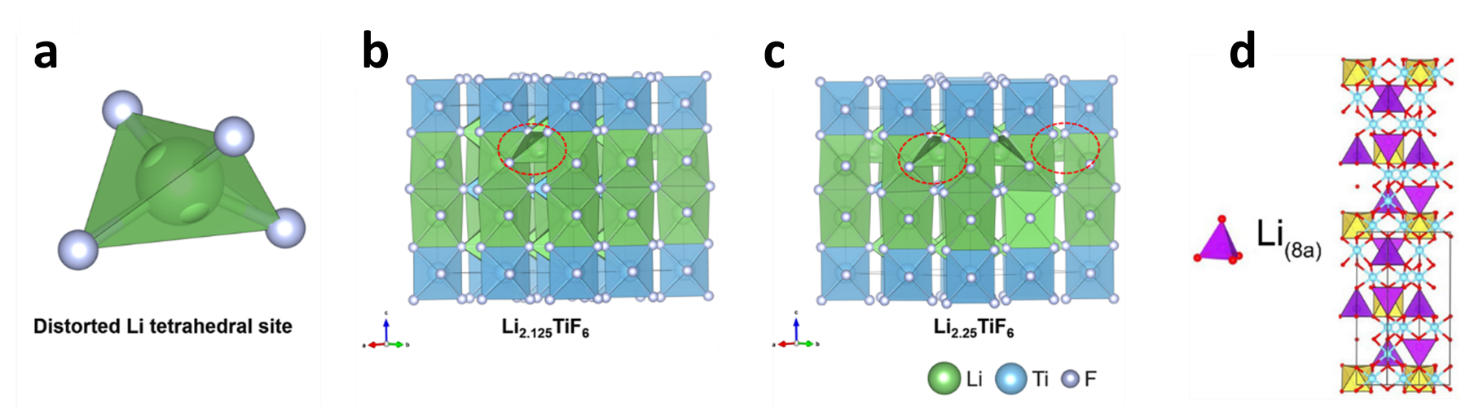 a
b
c
d
Li(8a)
Distorted Li tetrahedral site
c
a
b
Li2.125TiF6
c
a
b
Li2.25TiF6
Li
Ti
F